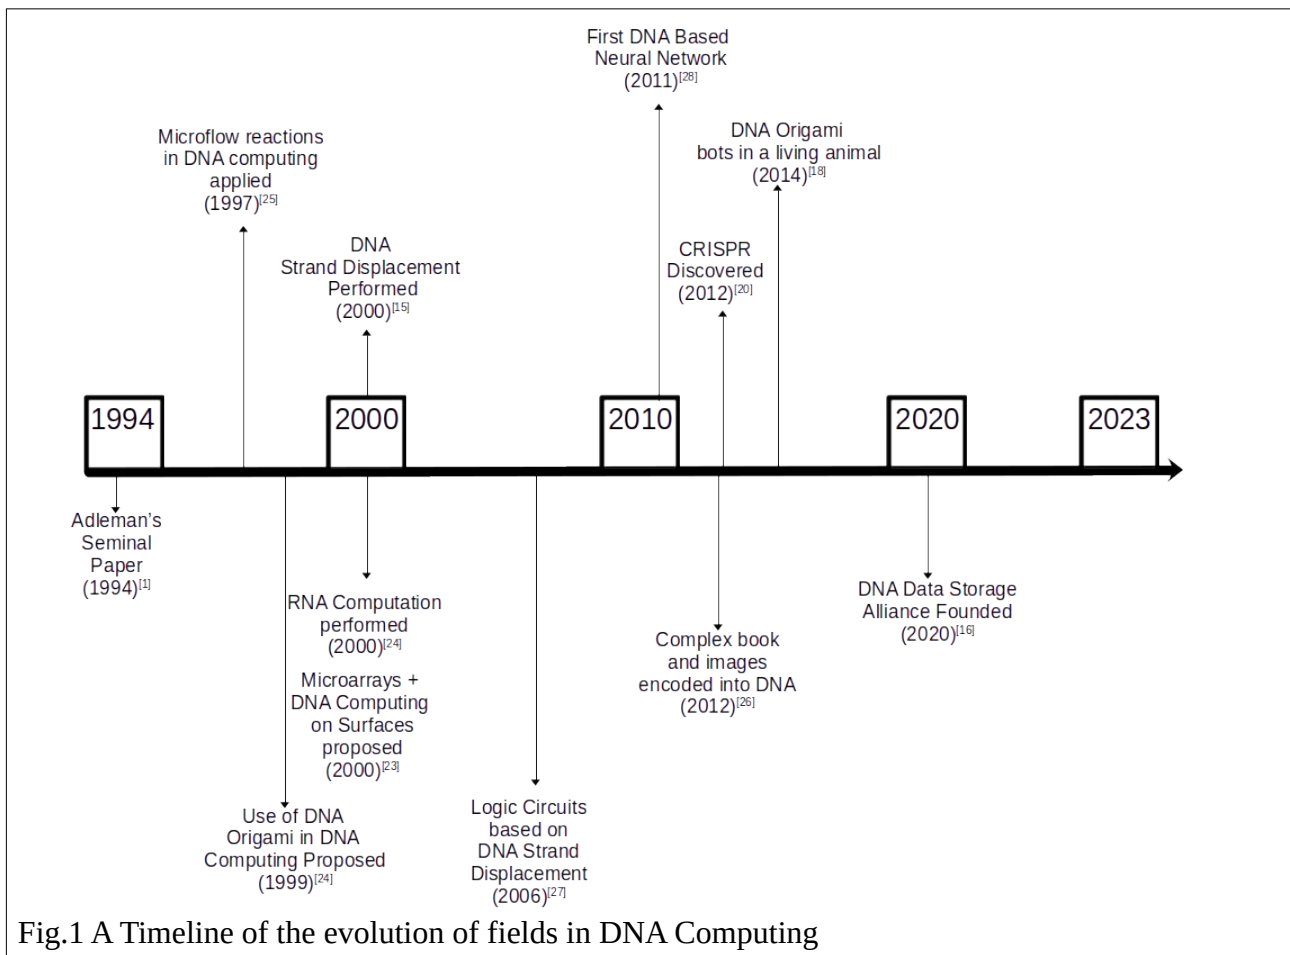 First DNA Based
Neural Network
(2011)[28]
Microflow reactions
in DNA computing
applied
(1997)[25]
DNA Origami
bots in a living animal
(2014)[18]
DNA
Strand Displacement
Performed
(2000)[15]
CRISPR
Discovered
(2012)[20]
1994
2000
2010
2020
2023
Adleman's
Seminal
Paper
(1994)[1]
RNA Computation
performed
(2000)[24]
Microarrays +
DNA Computing
on Surfaces
proposed
(2000)[23]
Use of DNA
Origami in DNA
Computing Proposed
(1999)[24]
Logic Circuits
based on
DNA Strand
Displacement
(2006)[27]
Complex book
and images
encoded into DNA
(2012)[26]
DNA Data Storage
Alliance Founded
(2020)[16]
Fig.1 A Timeline of the evolution of fields in DNA Computing